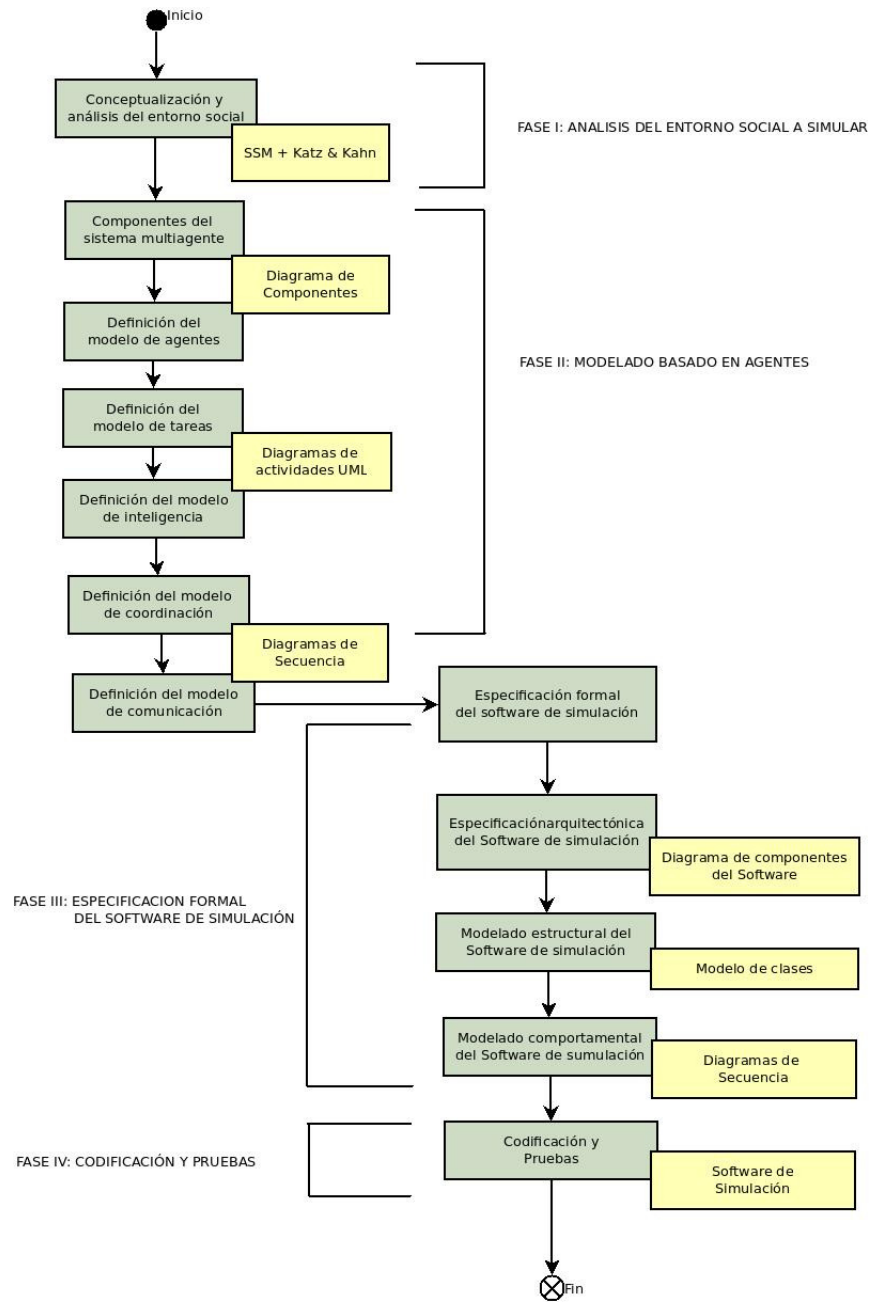 Inicio
Conceptualización y
análisis del entorno social
SSM + Katz & Kahn
FASE I: ANALISIS DEL ENTORNO SOCIAL A SIMULAR
Componentes del
sistema multiagente
Diagrama de
Componentes
Definición del
modelo de agentes
FASE II: MODELADO BASADO EN AGENTES
Definición del
modelo de tareas
Diagramas de
actividades UML
Definición del modelo
de inteligencia
Definición del modelo
de coordinación
Diagramas de
Secuencia
Definición del modelo
de comunicación
Especificación formal
del software de simulación
Especificaciónarquitectónica
del Software de simulación
Diagrama de componentes
del Software
FASE III: ESPECIFICACION FORMAL
DEL SOFTWARE DE SIMULACIÓN
Modelado estructural del
Software de simulación
Modelo de clases
Modelado comportamental
del Software de sumulación
Diagramas de
Secuencia
FASE IV: CODIFICACIÓN Y PRUEBAS
Codificación y
Pruebas
Software de
Simulación
Fin